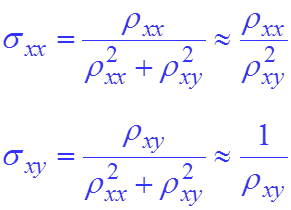 σ_xx = ρ_xx / (ρ_xx^2 + ρ_xy^2) ≈ ρ_xx / ρ_xy^2
σ_xy = ρ_xy / (ρ_xx^2 + ρ_xy^2) ≈ 1 / ρ_xy